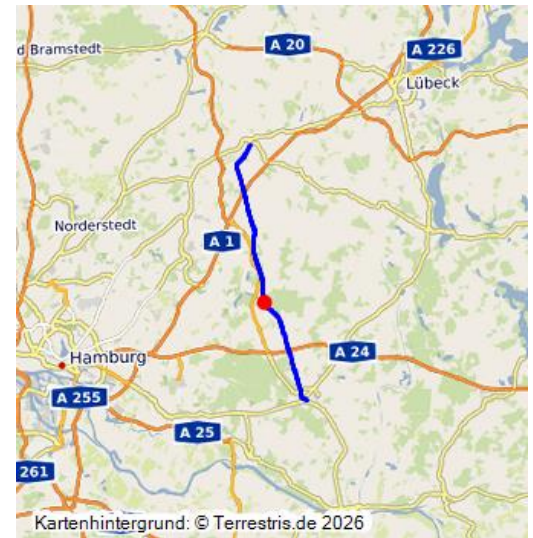 d Bramstedt
A 20
A 226
Lübeck
Norderstedt
A 1
Hamburg
A 24
A 255
A 25
261
Kartenhintergrund: © Terrestris.de 2026